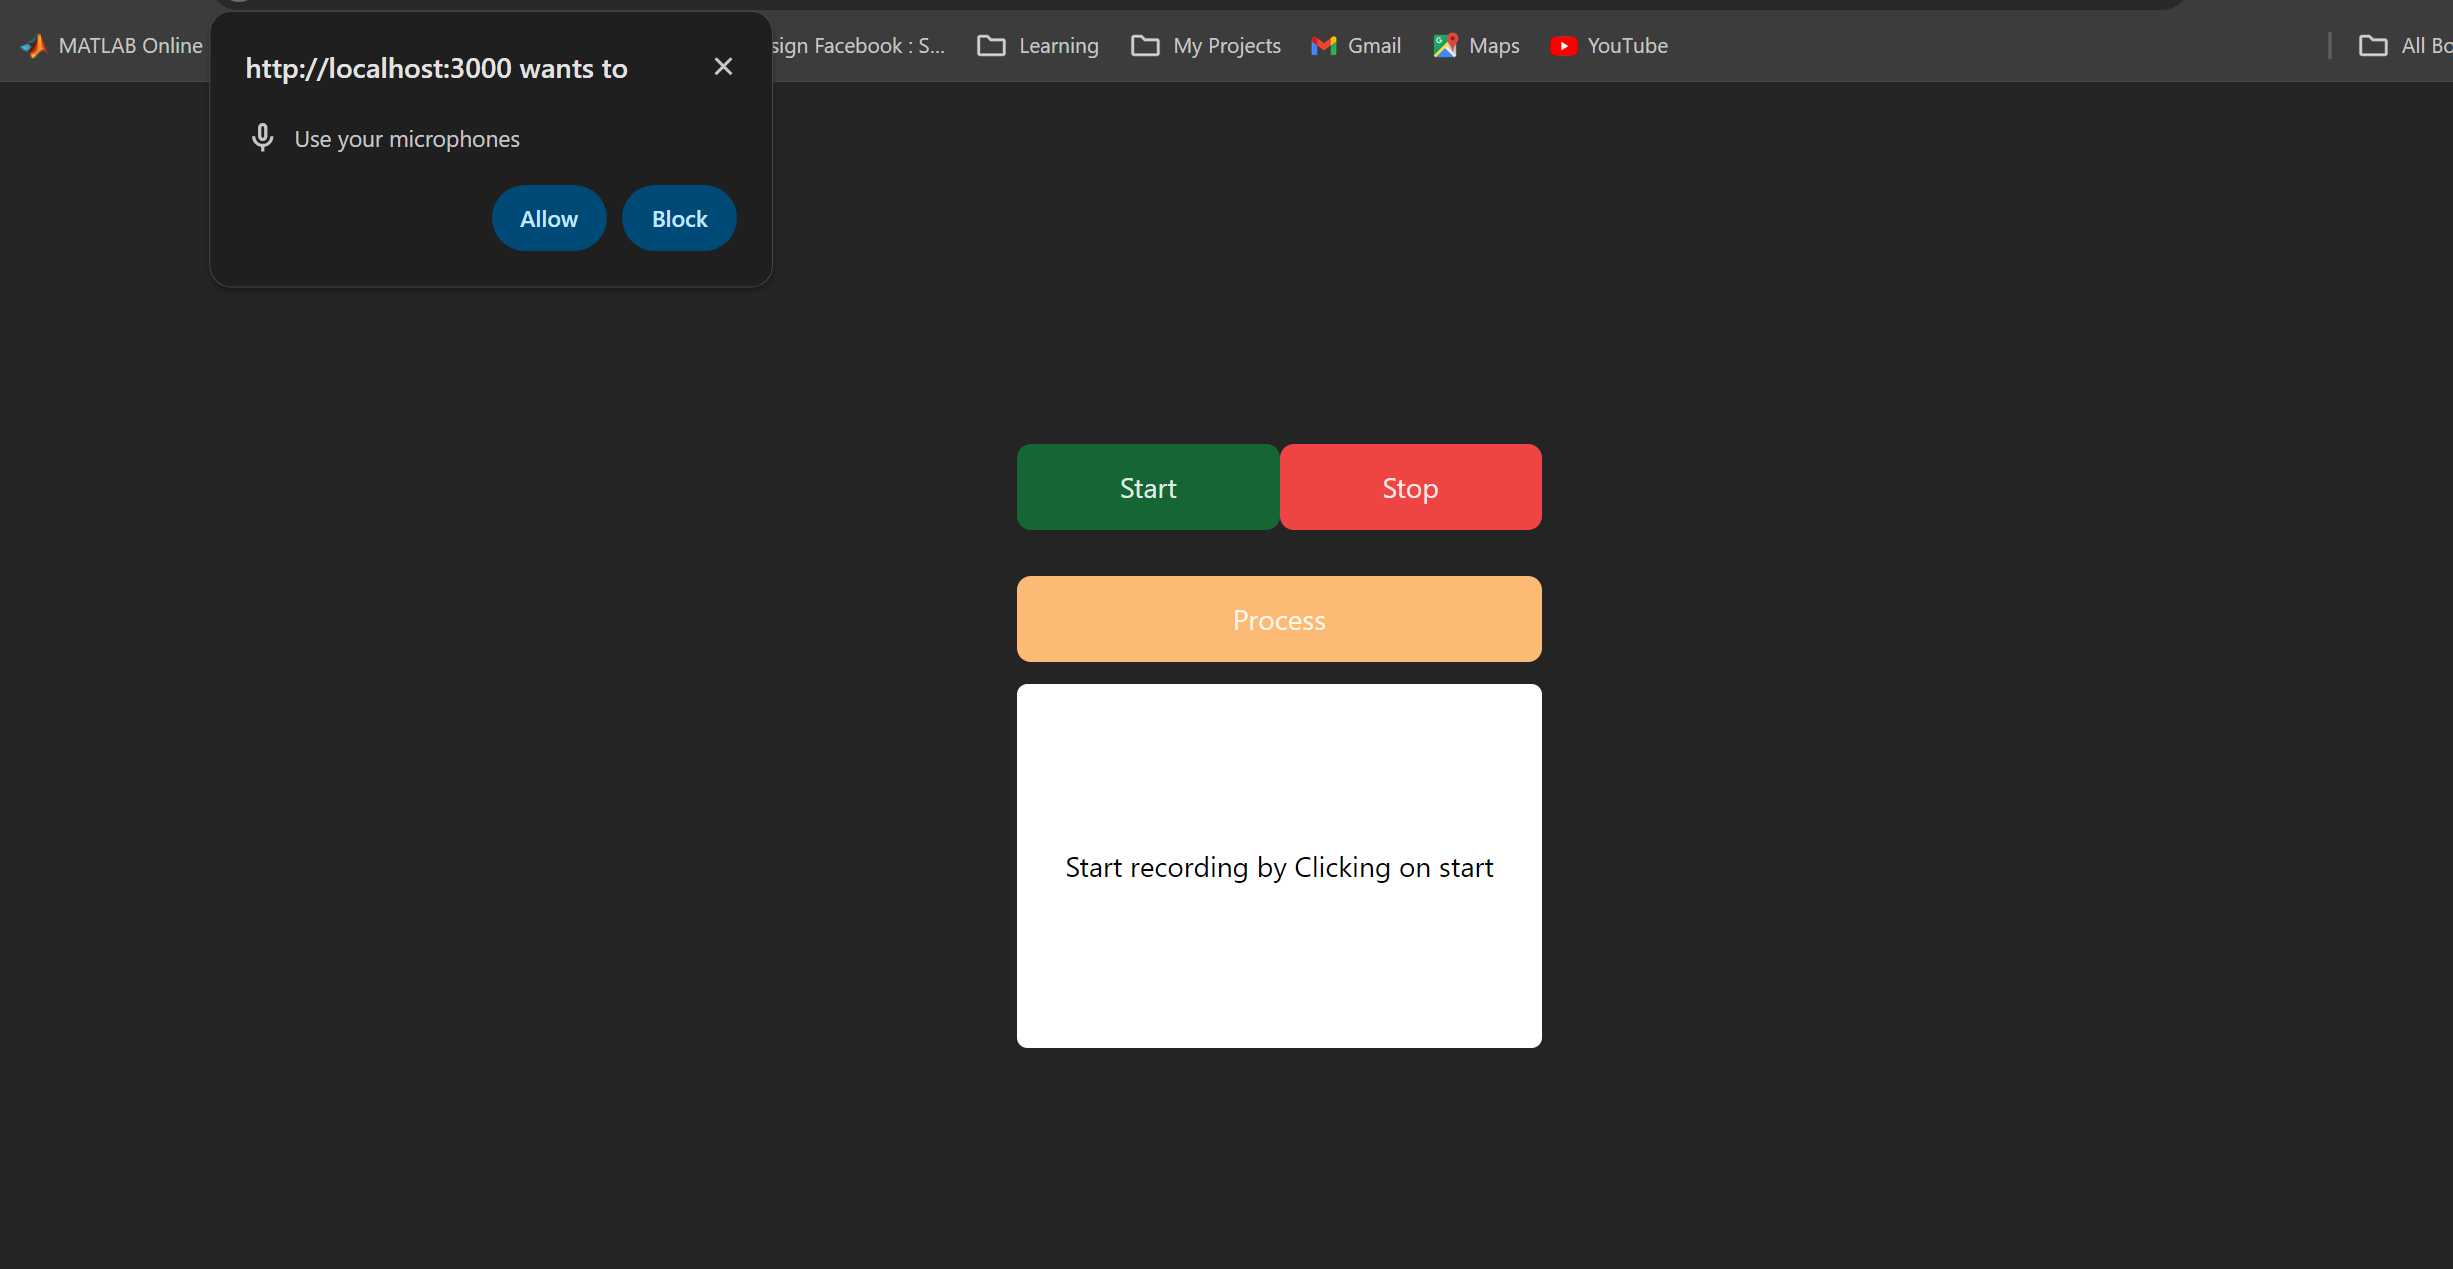 MATLAB Online
sign Facebook : S...
Learning
My Projects
Gmail
Maps
YouTube
All Bo
http://localhost:3000 wants to
Use your microphones
Allow
Block
Start
Stop
Process
Start recording by Clicking on start